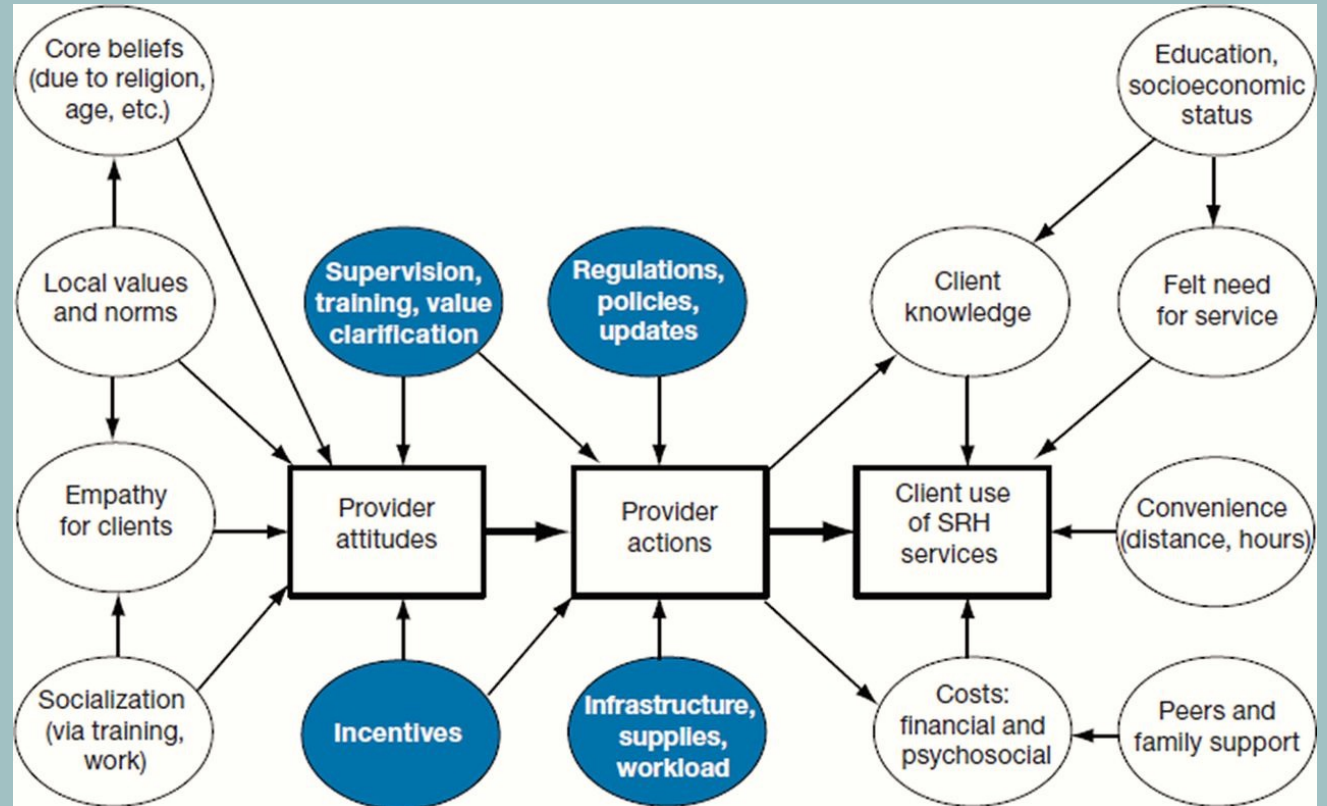 Core beliefs
(due to religion,
age, etc.)
Education,
socioeconomic
status
Local values
and norms
Supervision,
training, value
clarification
Regulations,
policies,
updates
Client
knowledge
Felt need
for service
Empathy
for clients
Provider
attitudes
Provider
actions
Client use
of SRH
services
Convenience
(distance, hours)
Socialization
(via training,
work)
Incentives
Infrastructure,
supplies,
workload
Costs:
financial and
psychosocial
Peers and
family support